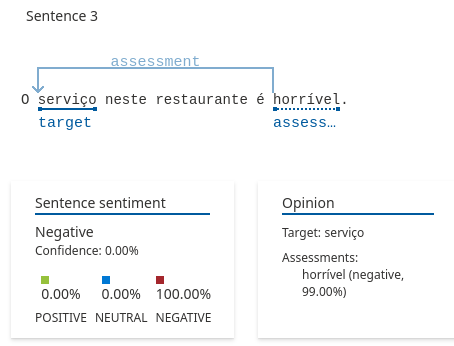 Sentence 3
assessment
O serviço neste restaurante é horrível.
target assess…
Sentence sentiment
Negative
Confidence: 0.00%
0.00% 0.00% 100.00%
POSITIVE NEUTRAL NEGATIVE
Opinion
Target: serviço
Assessments:
horrível (negative,
99.00%)